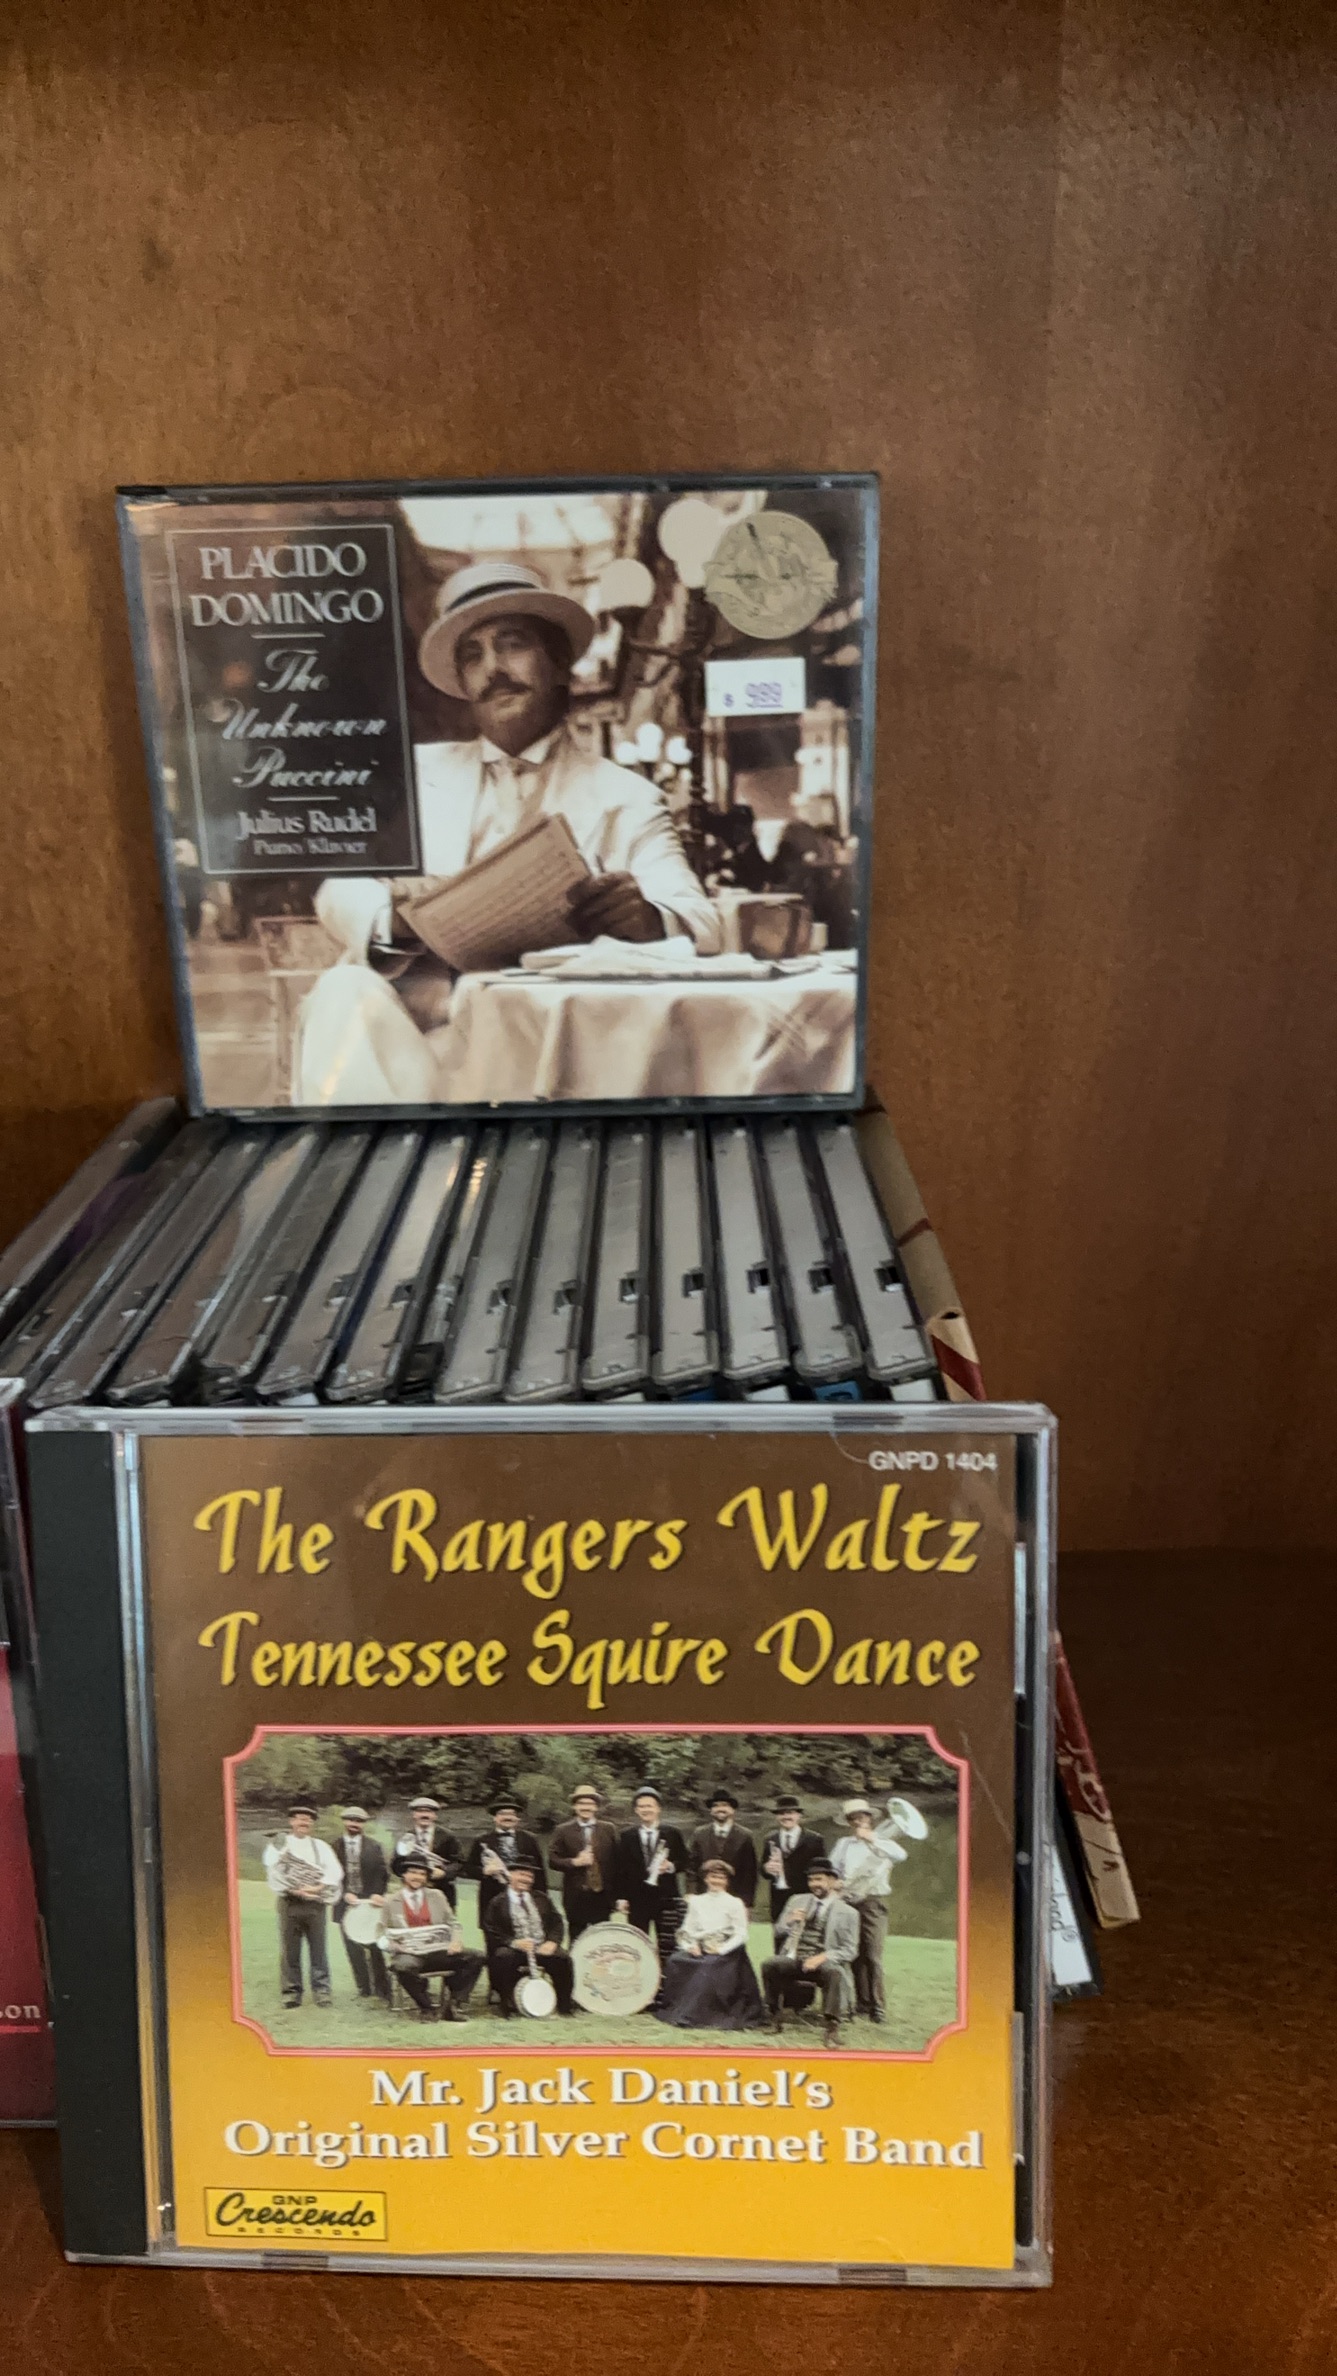 PLACIDO
DOMINGO
The
Unknown
Puccini
Julius Rudel
Piano/Klavier
$ 999
GNPD 1404
The Rangers Waltz
Tennessee Squire Dance
Mr. Jack Daniel's
Original Silver Cornet Band
GNP
Crescendo
RECORDS
son